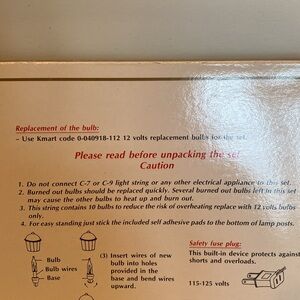 Replacement of the bulb:
– Use Kmart code 0-040918-112 12 volts replacement bulbs for the set.
Please read before unpacking the set
Caution
1. Do not connect C-7 or C-9 light string or any other electrical appliance to this set.
2. Burned out bulbs should be replaced quickly. Several burned out bulbs left in this set
may cause the other bulbs to heat up and burn out.
3. This string contains 10 bulbs to reduce the risk of overheating replace with 12 volts bulbs
only.
4. For easy standing just stick the included self adhesive pads to the bottom of lamp posts.
Bulb
Bulb wires
Base
(3) Insert wires of new
bulb into holes
provided in the
base and bend wires
upward.
Safety fuse plug:
This built-in device protects against
shorts and overloads.
115-125 volts